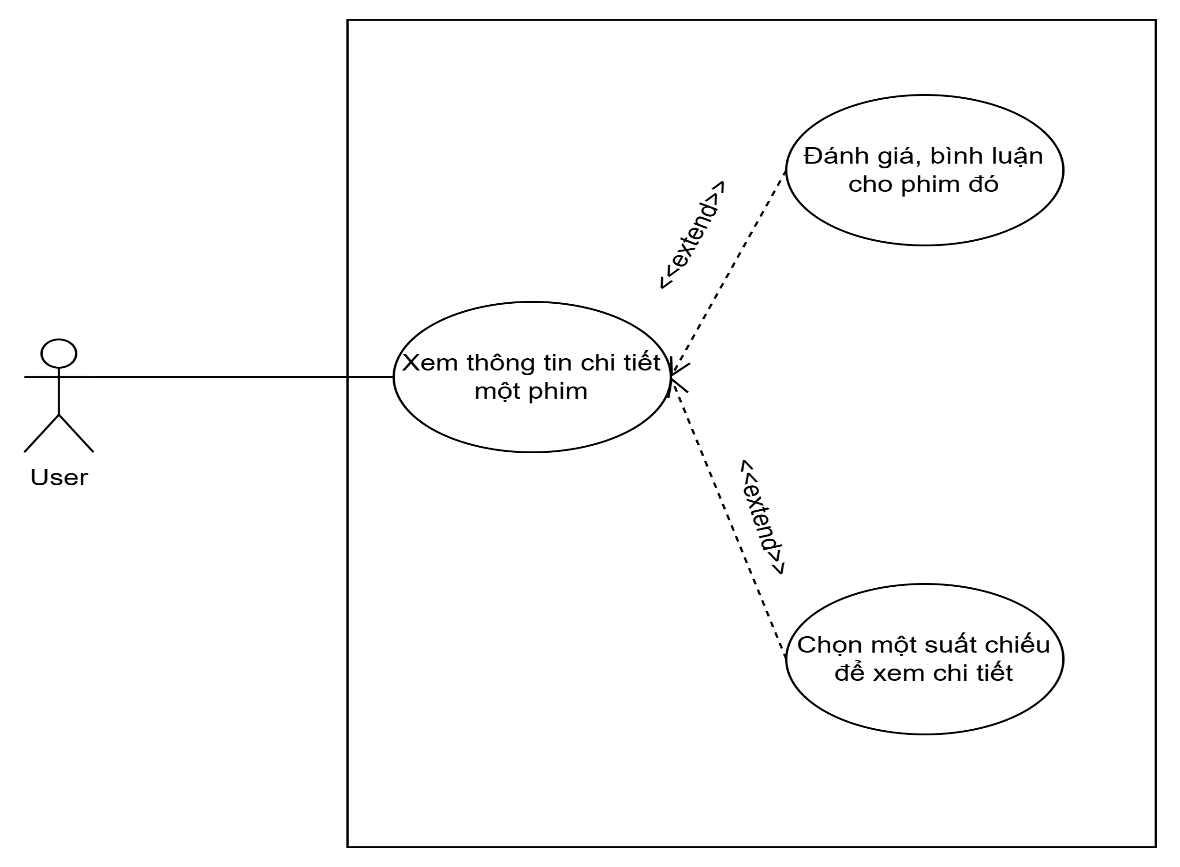 Đánh giá, bình luận
cho phim đó
<<extend>>
Xem thông tin chi tiết
một phim
User
<<extend>>
Chọn một suất chiếu
để xem chi tiết